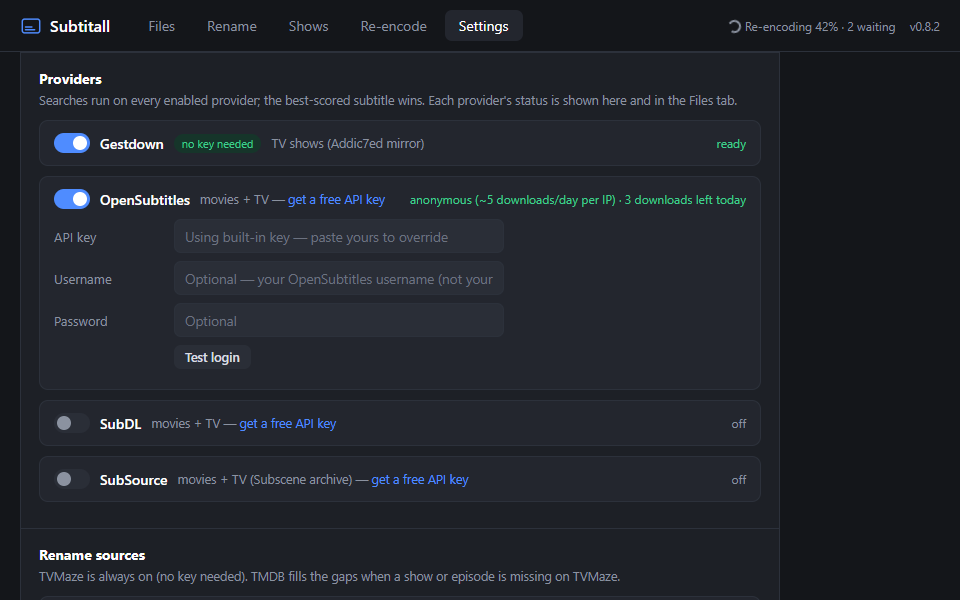 Subtitall Files Rename Shows Re-encode Settings Re-encoding 42% · 2 waiting v0.8.2
Providers
Searches run on every enabled provider; the best-scored subtitle wins. Each provider's status is shown here and in the Files tab.
Gestdown no key needed TV shows (Addic7ed mirror) ready
OpenSubtitles movies + TV — get a free API key anonymous (~5 downloads/day per IP) · 3 downloads left today
API key Using built-in key — paste yours to override
Username Optional — your OpenSubtitles username (not your
Password Optional
Test login
SubDL movies + TV — get a free API key off
SubSource movies + TV (Subscene archive) — get a free API key off
Rename sources
TVMaze is always on (no key needed). TMDB fills the gaps when a show or episode is missing on TVMaze.